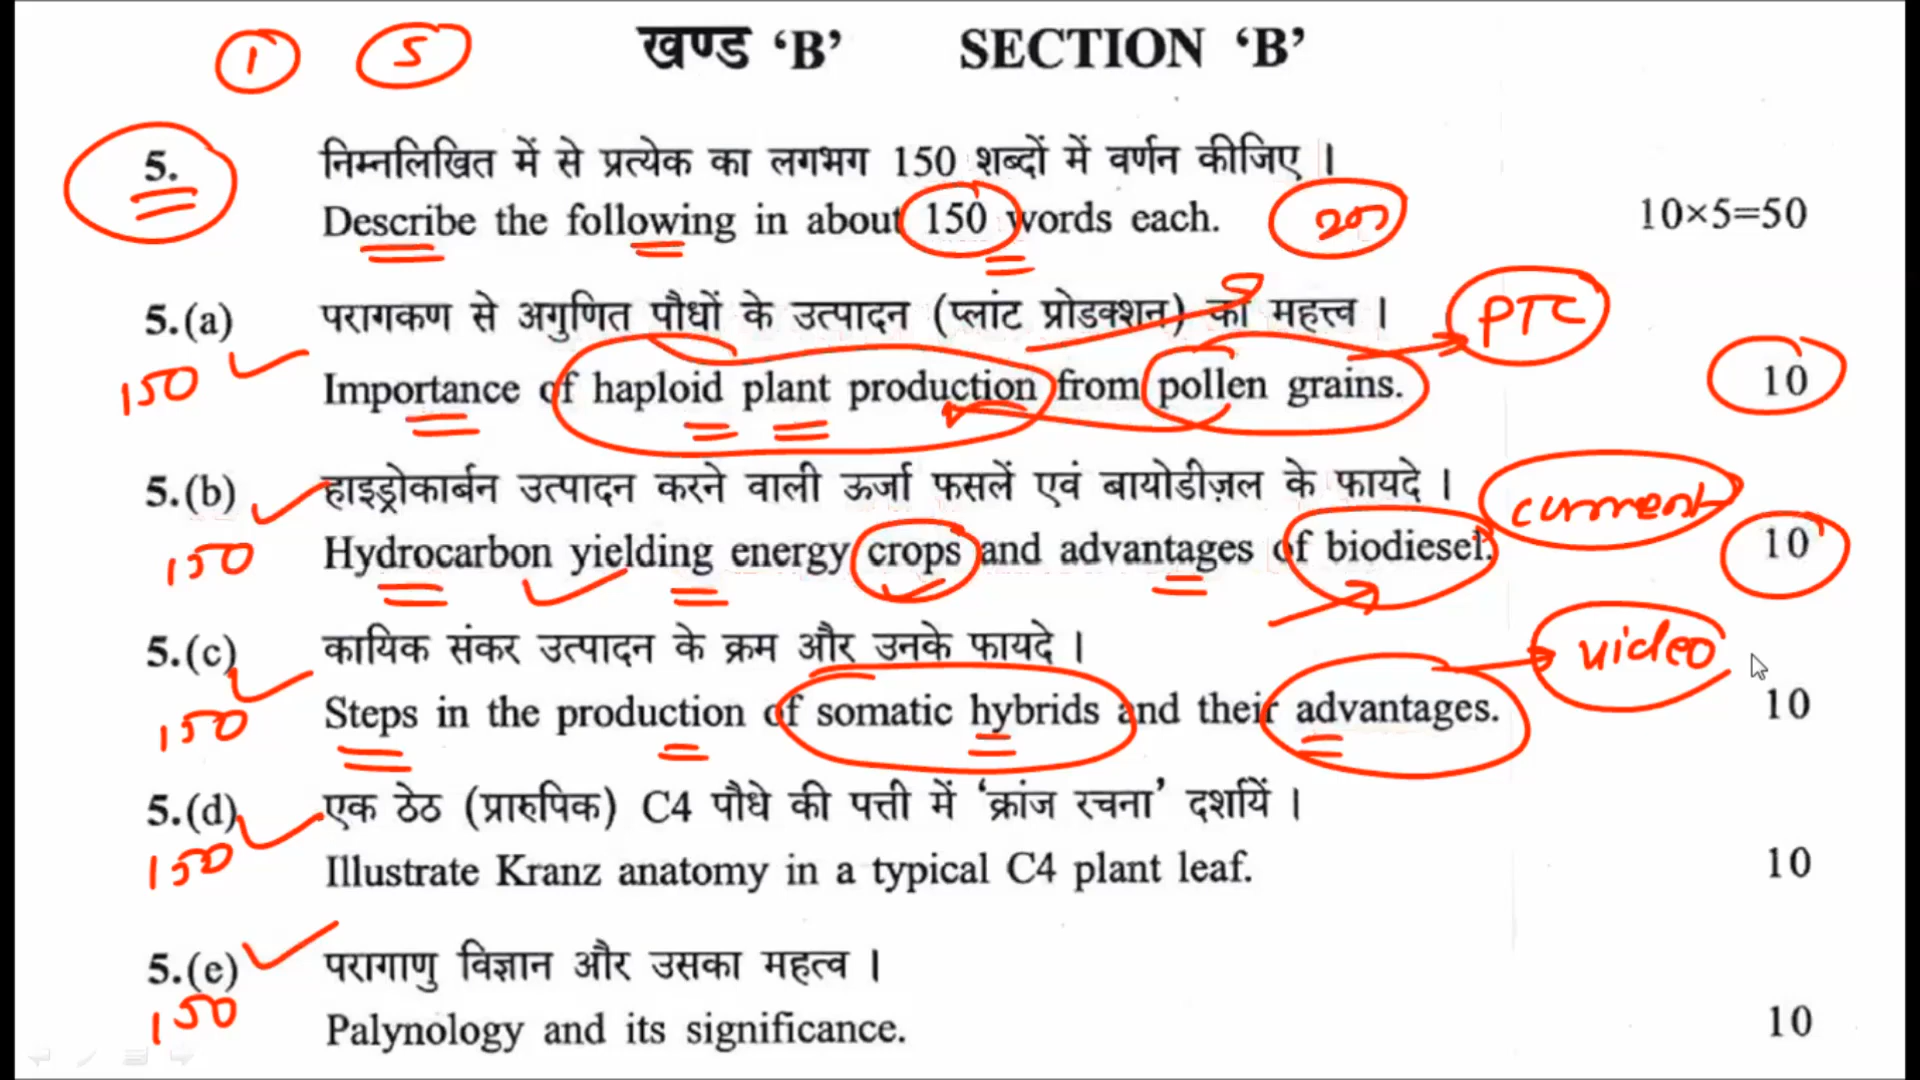 1 5 खण्ड ‘B’ SECTION ‘B’
5. निम्नलिखित में से प्रत्येक का लगभग 150 शब्दों में वर्णन कीजिए ।
Describe the following in about 150 words each. 200 10×5=50
5.(a) परागकण से अगुणित पौधों के उत्पादन (प्लांट प्रोडक्शन) का महत्त्व । PTC
150 Importance of haploid plant production from pollen grains. 10
5.(b) हाइड्रोकार्बन उत्पादन करने वाली ऊर्जा फसलें एवं बायोडीज़ल के फायदे । current
150 Hydrocarbon yielding energy crops and advantages of biodiesel. 10
5.(c) कायिक संकर उत्पादन के क्रम और उनके फायदे । video
150 Steps in the production of somatic hybrids and their advantages. 10
5.(d) एक ठेठ (प्रारुपिक) C4 पौधे की पत्ती में ‘क्रांज रचना’ दर्शायें ।
150 Illustrate Kranz anatomy in a typical C4 plant leaf. 10
5.(e) परागाणु विज्ञान और उसका महत्व ।
150 Palynology and its significance. 10